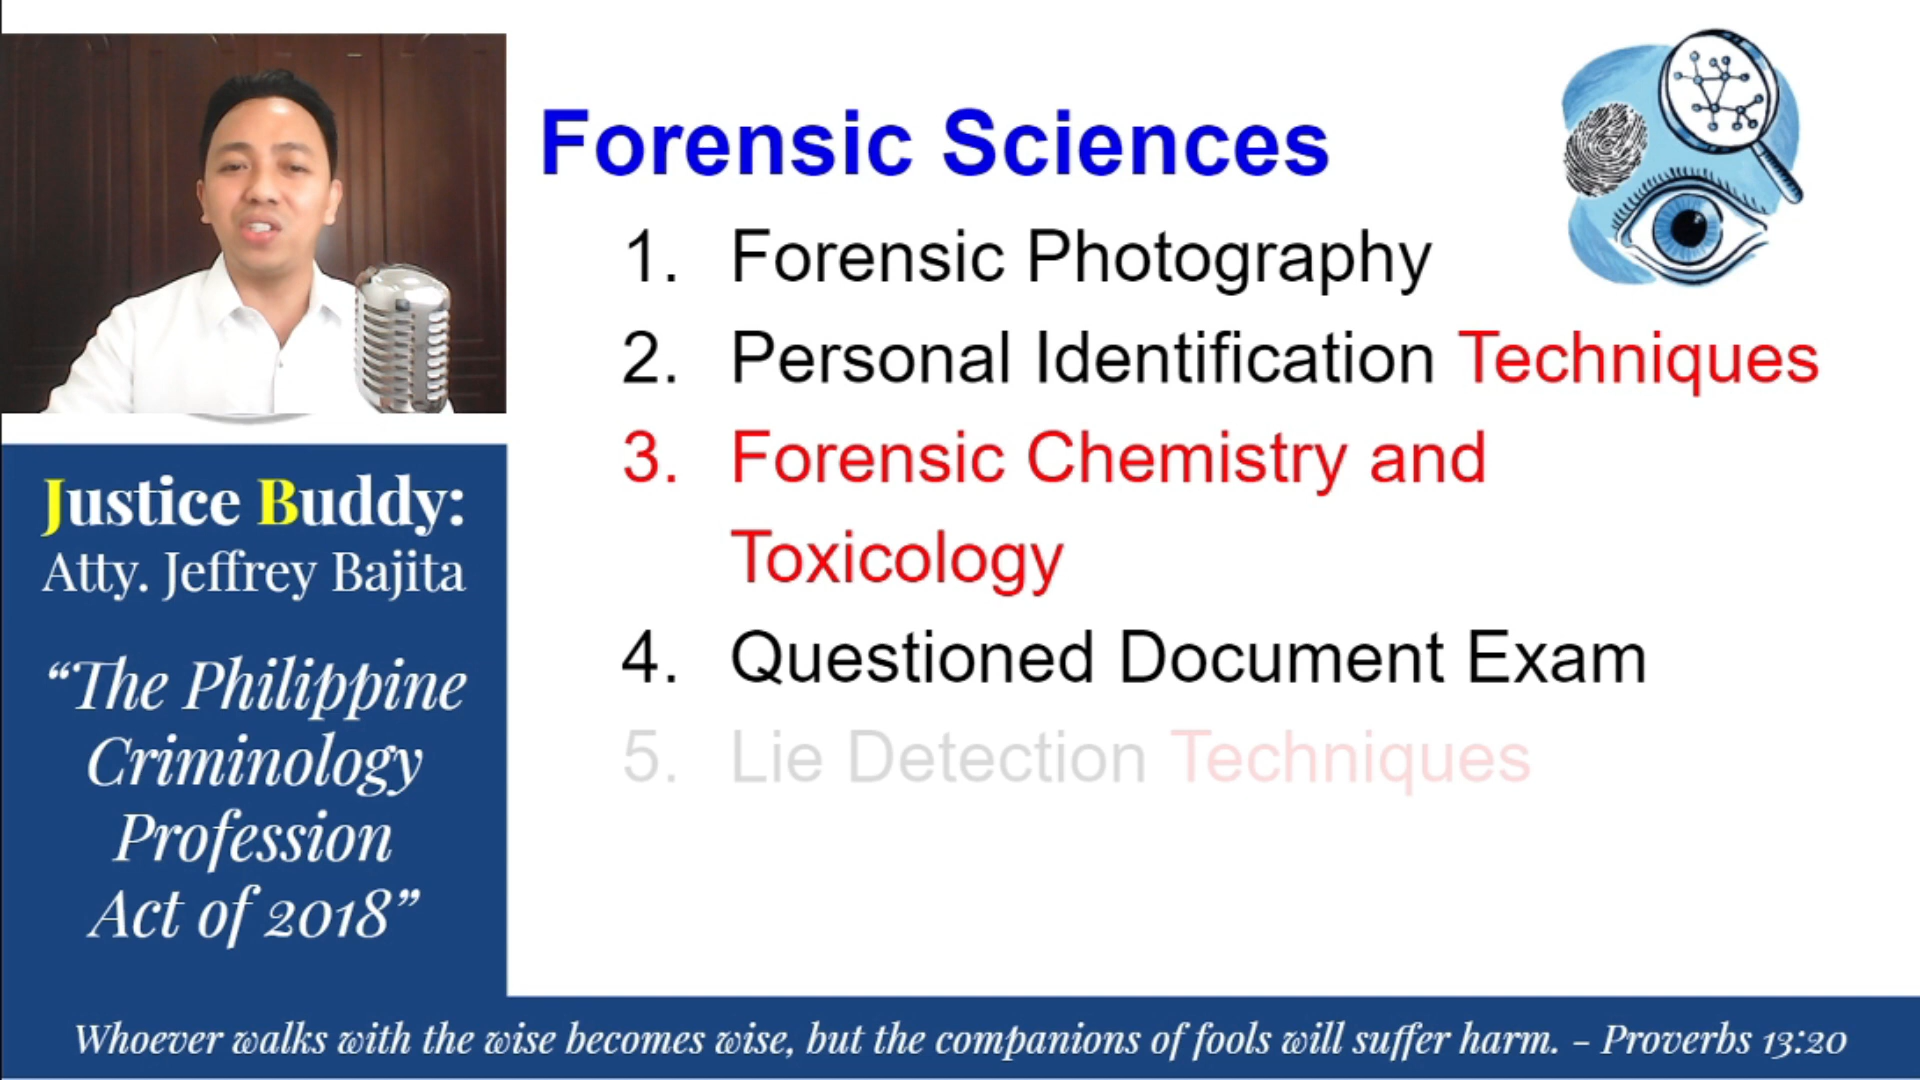 Forensic Sciences
1. Forensic Photography
2. Personal Identification Techniques
3. Forensic Chemistry and
Toxicology
4. Questioned Document Exam
5. Lie Detection Techniques
Justice Buddy:
Atty. Jeffrey Bajita
“The Philippine
Criminology
Profession
Act of 2018”
Whoever walks with the wise becomes wise, but the companions of fools will suffer harm. – Proverbs 13:20